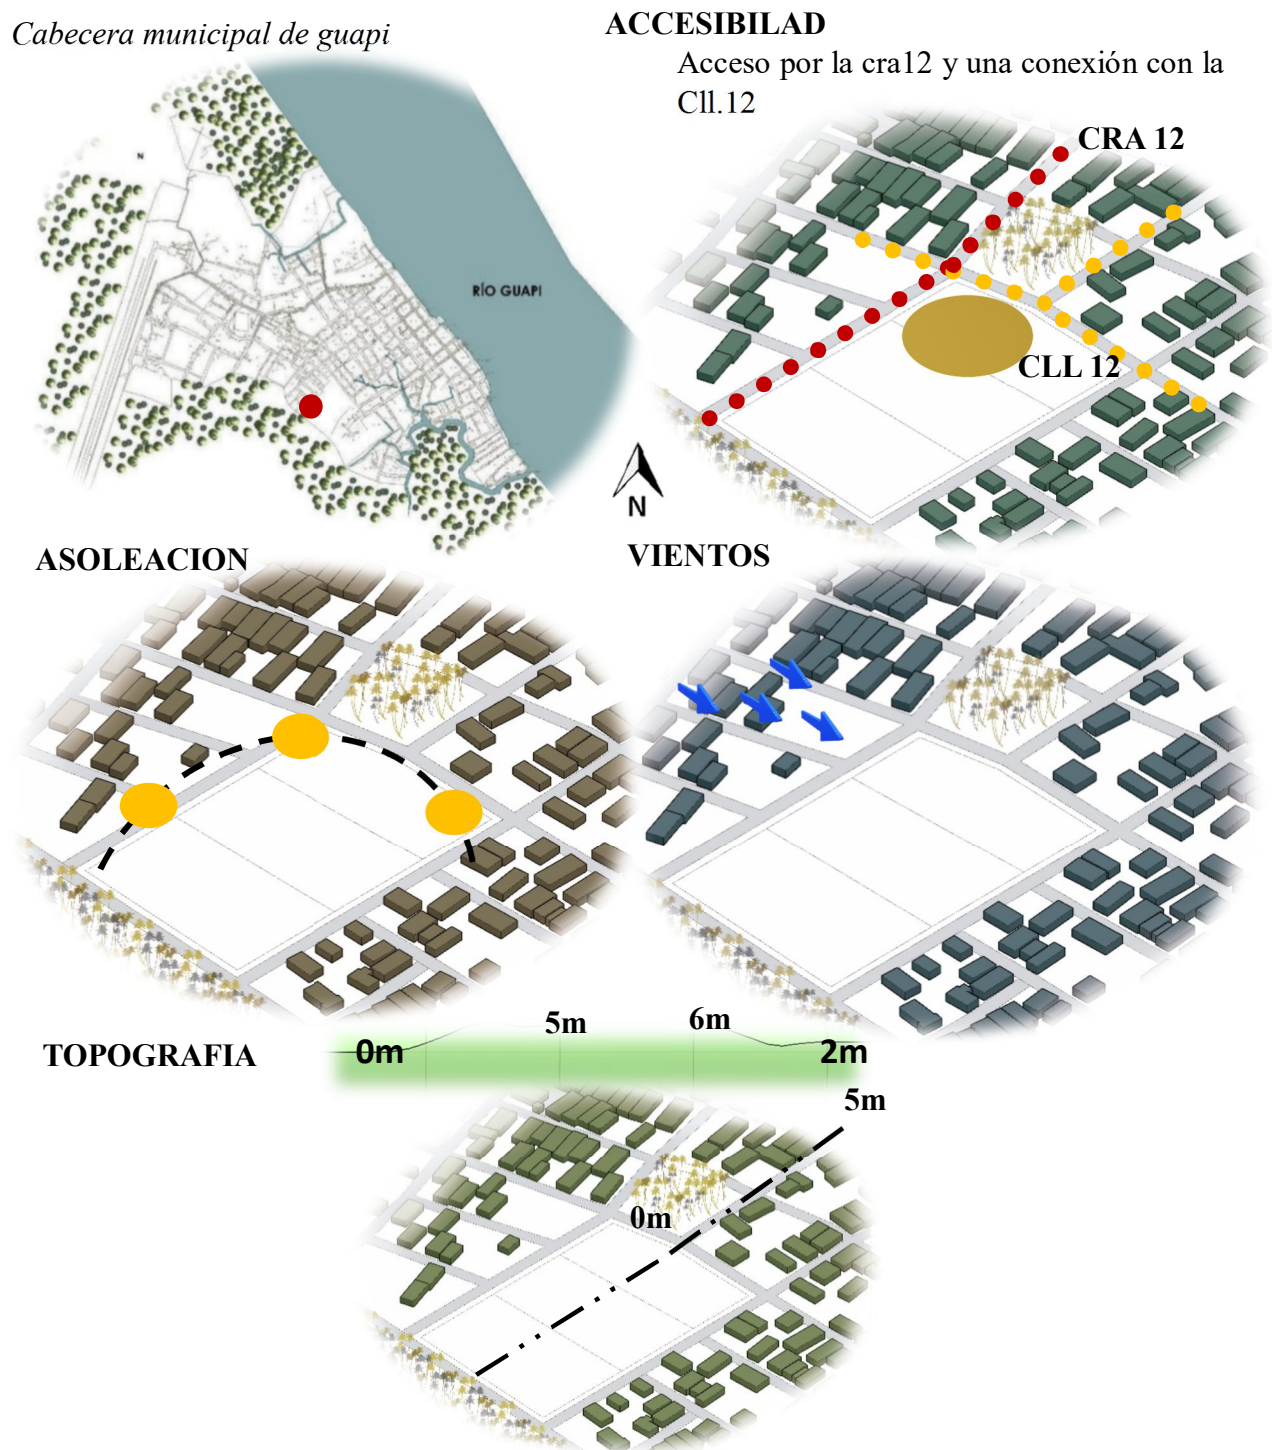 Cabecera municipal de guapi
N
RÍO GUAPI
ACCESIBILAD
Acceso por la cra12 y una conexión con la
Cll.12
CRA 12
CLL 12
N
ASOLEACION
VIENTOS
TOPOGRAFIA
0m
5m
6m
2m
5m
0m